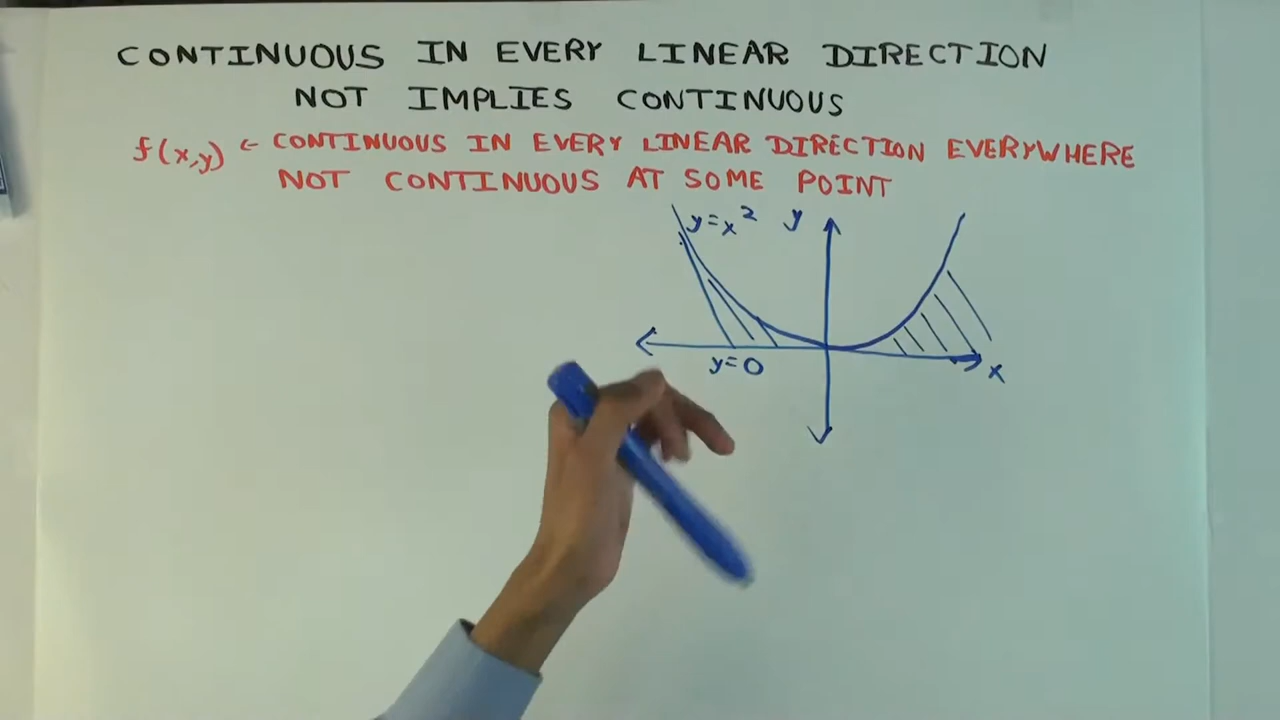 CONTINUOUS IN EVERY LINEAR DIRECTION
NOT IMPLIES CONTINUOUS
f(x,y) ← CONTINUOUS IN EVERY LINEAR DIRECTION EVERYWHERE
NOT CONTINUOUS AT SOME POINT
y=x² y
y=0 x